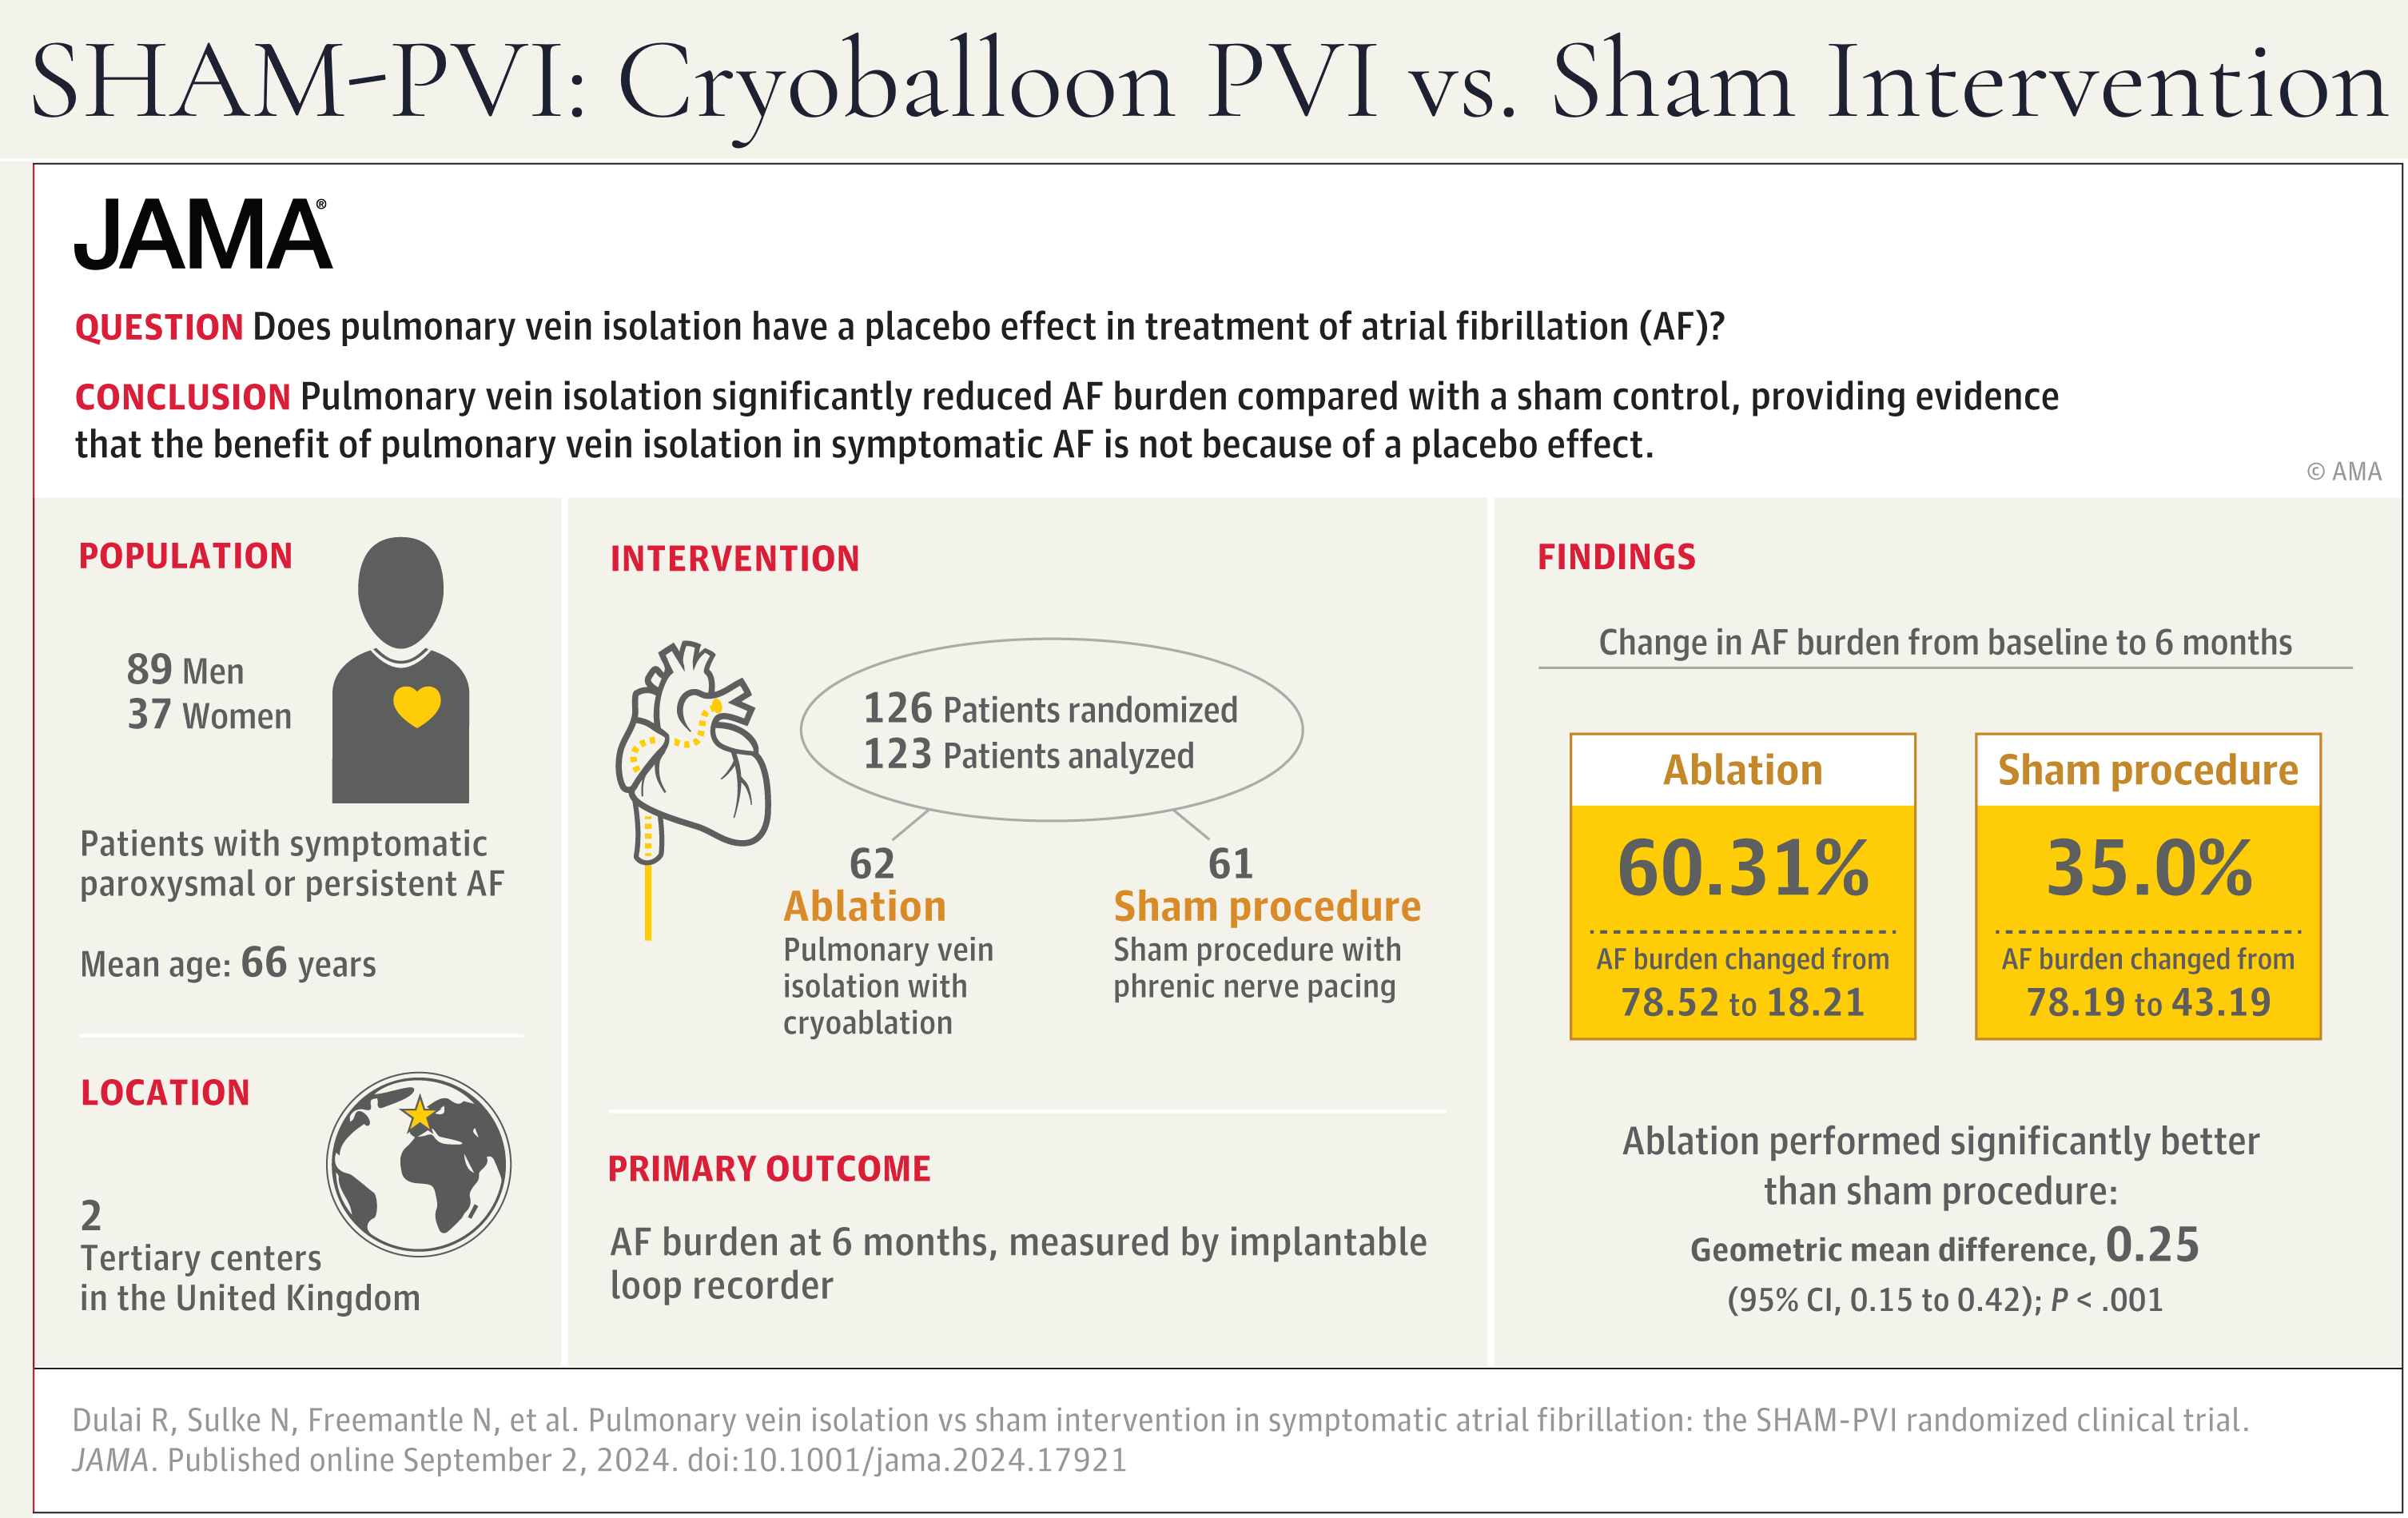 SHAM-PVI: Cryoballoon PVI vs. Sham Intervention
JAMA®
QUESTION Does pulmonary vein isolation have a placebo effect in treatment of atrial fibrillation (AF)?
CONCLUSION Pulmonary vein isolation significantly reduced AF burden compared with a sham control, providing evidence
that the benefit of pulmonary vein isolation in symptomatic AF is not because of a placebo effect.
© AMA
POPULATION
89 Men
37 Women
Patients with symptomatic
paroxysmal or persistent AF
Mean age: 66 years
LOCATION
2
Tertiary centers
in the United Kingdom
INTERVENTION
126 Patients randomized
123 Patients analyzed
62
Ablation
Pulmonary vein
isolation with
cryoablation
61
Sham procedure
Sham procedure with
phrenic nerve pacing
PRIMARY OUTCOME
AF burden at 6 months, measured by implantable
loop recorder
FINDINGS
Change in AF burden from baseline to 6 months
Ablation
60.31%
AF burden changed from
78.52 to 18.21
Sham procedure
35.0%
AF burden changed from
78.19 to 43.19
Ablation performed significantly better
than sham procedure:
Geometric mean difference, 0.25
(95% CI, 0.15 to 0.42); P < .001
Dulai R, Sulke N, Freemantle N, et al. Pulmonary vein isolation vs sham intervention in symptomatic atrial fibrillation: the SHAM-PVI randomized clinical trial.
JAMA. Published online September 2, 2024. doi:10.1001/jama.2024.17921